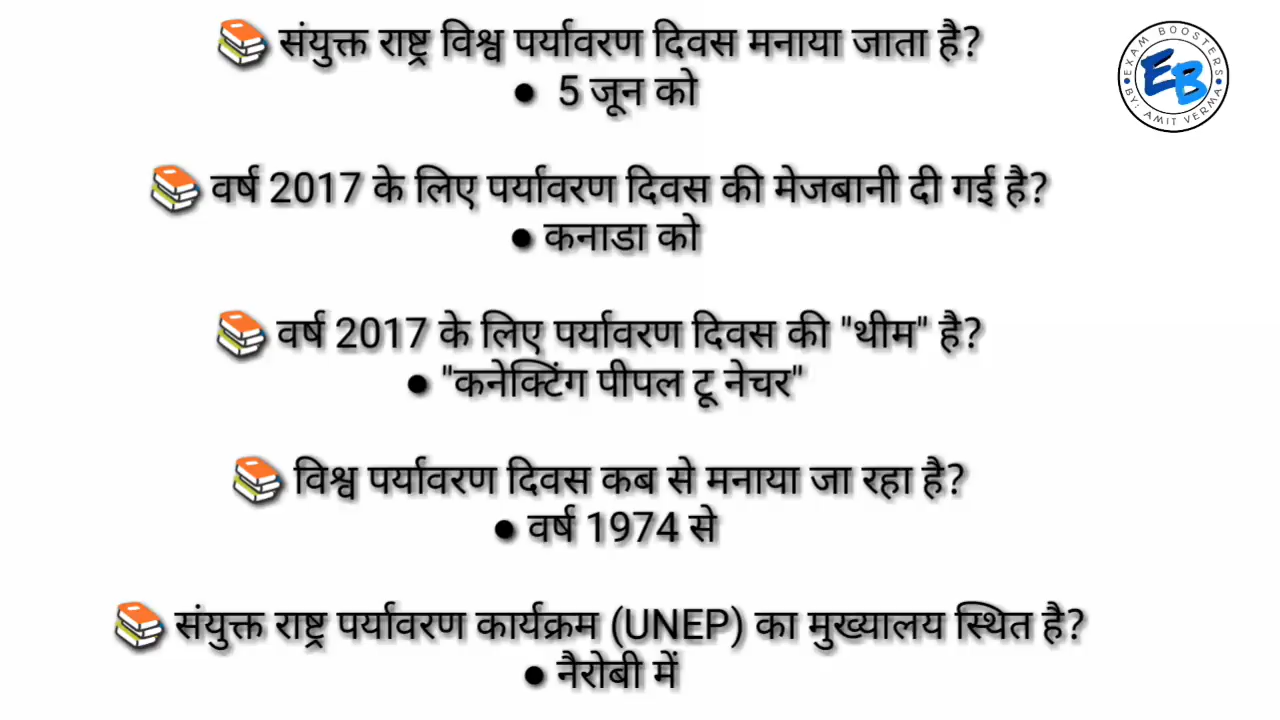 📚 संयुक्त राष्ट्र विश्व पर्यावरण दिवस मनाया जाता है?
● 5 जून को
📚 वर्ष 2017 के लिए पर्यावरण दिवस की मेजबानी दी गई है?
● कनाडा को
📚 वर्ष 2017 के लिए पर्यावरण दिवस की "थीम" है?
● "कनेक्टिंग पीपल टू नेचर"
📚 विश्व पर्यावरण दिवस कब से मनाया जा रहा है?
● वर्ष 1974 से
📚 संयुक्त राष्ट्र पर्यावरण कार्यक्रम (UNEP) का मुख्यालय स्थित है?
● नैरोबी में
EXAM BOOSTERS
EB
BY: AMIT VERMA